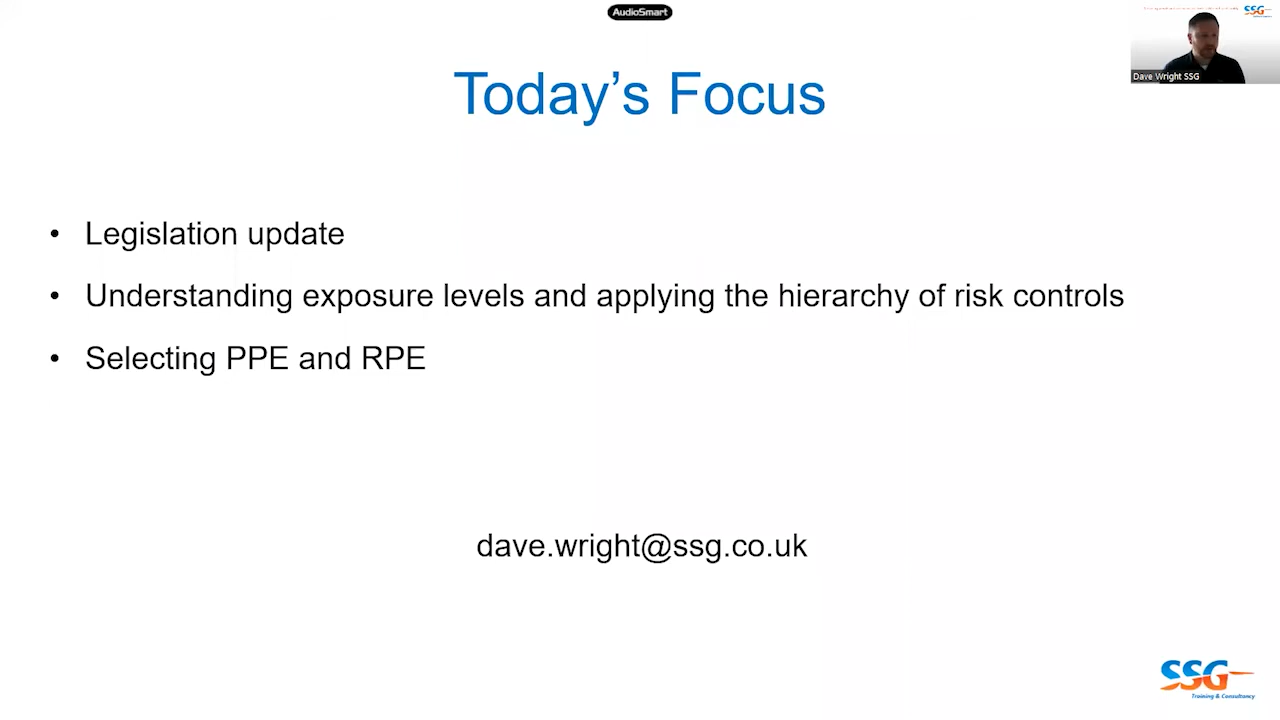 AudioSmart
SSG
Dave Wright SSG
Today's Focus
• Legislation update
• Understanding exposure levels and applying the hierarchy of risk controls
• Selecting PPE and RPE
dave.wright@ssg.co.uk
SSG
Training & Consultancy